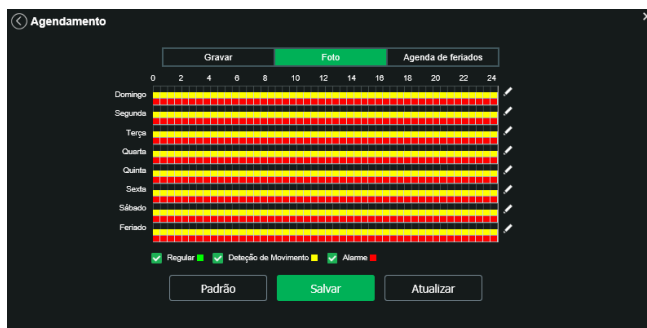 Agendamento
Gravar Foto Agenda de feriados
0 2 4 6 8 10 12 14 16 18 20 22 24
Domingo
Segunda
Terça
Quarta
Quinta
Sexta
Sábado
Feriado
Regular Deteção de Movimento Alarme
Padrão Salvar Atualizar